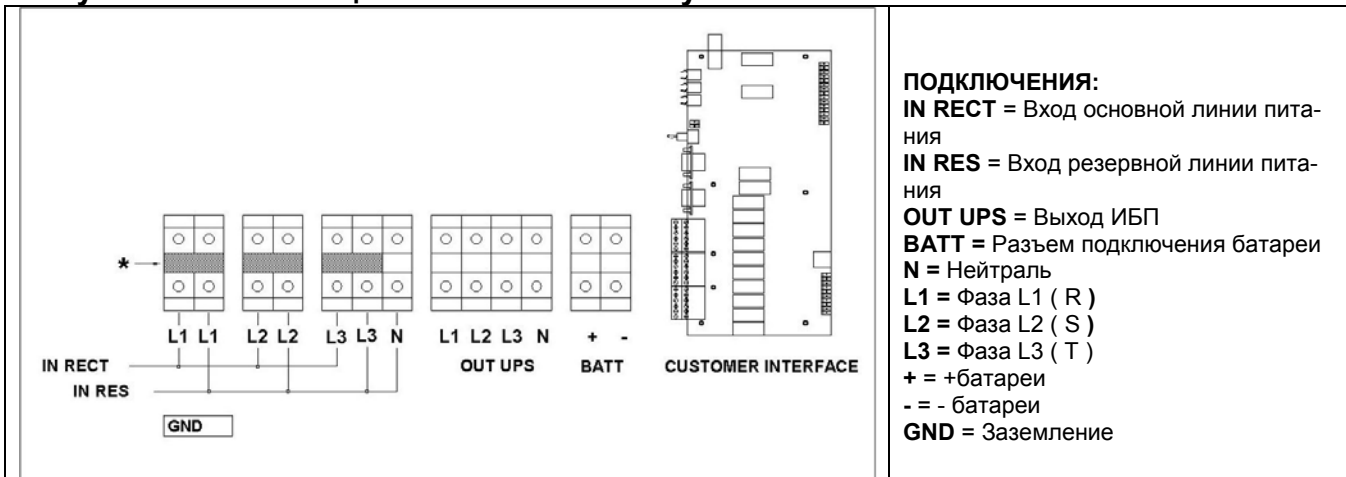 *
L1 L1 L2 L2 L3 L3 N L1 L2 L3 N + -
IN RECT OUT UPS BATT CUSTOMER INTERFACE
IN RES
GND
ПОДКЛЮЧЕНИЯ:
IN RECT = Вход основной линии пита-
ния
IN RES = Вход резервной линии пита-
ния
OUT UPS = Выход ИБП
BATT = Разъем подключения батареи
N = Нейтраль
L1 = Фаза L1 ( R )
L2 = Фаза L2 ( S )
L3 = Фаза L3 ( T )
+ = +батареи
- = - батареи
GND = Заземление